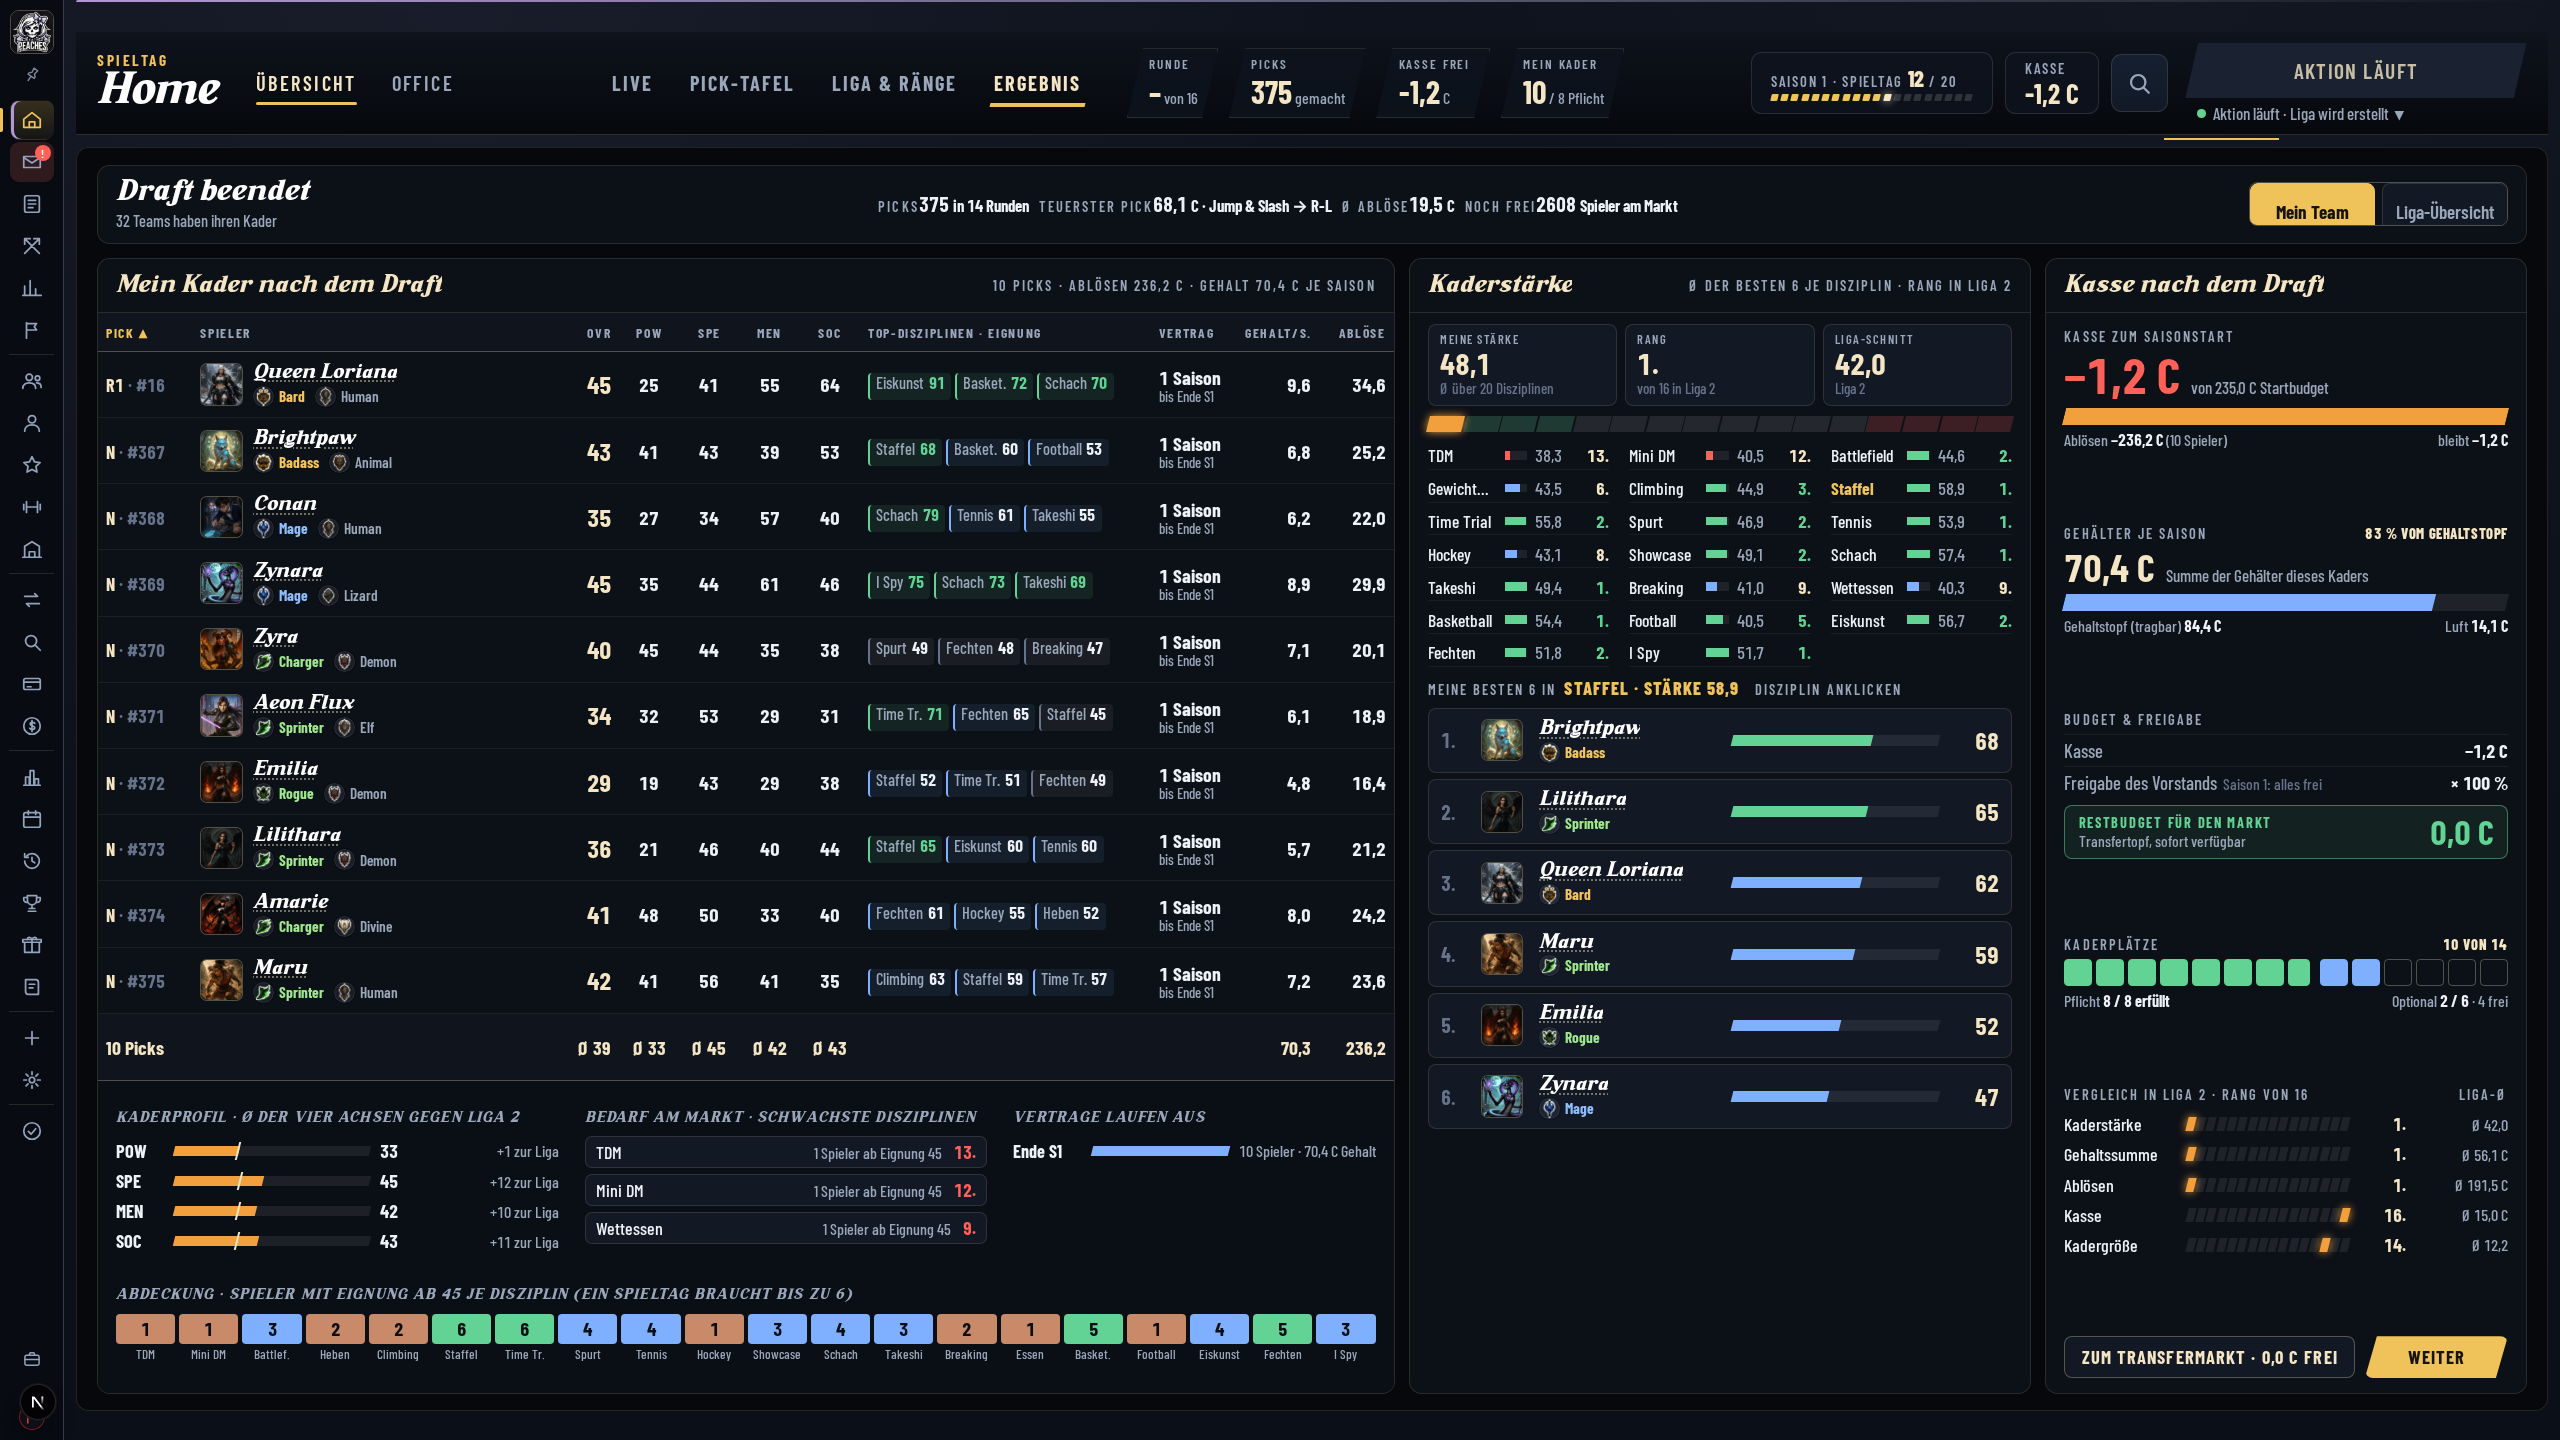 SPIELTAG
Home
ÜBERSICHT
OFFICE
LIVE
PICK-TAFEL
LIGA & RÄNGE
ERGEBNIS
RUNDE
– von 16
PICKS
375 gemacht
KASSE FREI
-1,2 C
MEIN KADER
10 / 8 Pflicht
SAISON 1 · SPIELTAG 12 / 20
KASSE
-1,2 C
AKTION LÄUFT
Aktion läuft · Liga wird erstellt ▼
Draft beendet
32 Teams haben ihren Kader
PICKS 375 in 14 Runden TEUERSTER PICK 68,1 C · Jump & Slash → R-L Ø ABLÖSE 19,5 C NOCH FREI 2608 Spieler am Markt
Mein Team
Liga-Übersicht
Mein Kader nach dem Draft
10 PICKS · ABLÖSEN 236,2 C · GEHALT 70,4 C JE SAISON
PICK ▲ SPIELER OVR POW SPE MEN SOC TOP-DISZIPLINEN · EIGNUNG VERTRAG GEHALT/S. ABLÖSE
R1 · #16 Queen Loriana 45 25 41 55 64 Eiskunst 91 Basket. 72 Schach 70 1 Saison 9,6 34,6
Bard Human bis Ende S1
N · #367 Brightpaw 43 41 43 39 53 Staffel 68 Basket. 60 Football 53 1 Saison 6,8 25,2
Badass Animal bis Ende S1
N · #368 Conan 35 27 34 57 40 Schach 79 Tennis 61 Takeshi 55 1 Saison 6,2 22,0
Mage Human bis Ende S1
N · #369 Zynara 45 35 44 61 46 I Spy 75 Schach 73 Takeshi 69 1 Saison 8,9 29,9
Mage Lizard bis Ende S1
N · #370 Zyra 40 45 44 35 38 Spurt 49 Fechten 48 Breaking 47 1 Saison 7,1 20,1
Charger Demon bis Ende S1
N · #371 Aeon Flux 34 32 53 29 31 Time Tr. 71 Fechten 65 Staffel 45 1 Saison 6,1 18,9
Sprinter Elf bis Ende S1
N · #372 Emilia 29 19 43 29 38 Staffel 52 Time Tr. 51 Fechten 49 1 Saison 4,8 16,4
Rogue Demon bis Ende S1
N · #373 Lilithara 36 21 46 40 44 Staffel 65 Eiskunst 60 Tennis 60 1 Saison 5,7 21,2
Sprinter Demon bis Ende S1
N · #374 Amarie 41 48 50 33 40 Fechten 61 Hockey 55 Heben 52 1 Saison 8,0 24,2
Charger Divine bis Ende S1
N · #375 Maru 42 41 56 41 35 Climbing 63 Staffel 59 Time Tr. 57 1 Saison 7,2 23,6
Sprinter Human bis Ende S1
10 Picks Ø 39 Ø 33 Ø 45 Ø 42 Ø 43 70,3 236,2
KADERPROFIL · Ø DER VIER ACHSEN GEGEN LIGA 2
POW 33 +1 zur Liga
SPE 45 +12 zur Liga
MEN 42 +10 zur Liga
SOC 43 +11 zur Liga
BEDARF AM MARKT · SCHWÄCHSTE DISZIPLINEN
TDM 1 Spieler ab Eignung 45 13.
Mini DM 1 Spieler ab Eignung 45 12.
Wettessen 1 Spieler ab Eignung 45 9.
VERTRÄGE LAUFEN AUS
Ende S1 10 Spieler · 70,4 C Gehalt
ABDECKUNG · SPIELER MIT EIGNUNG AB 45 JE DISZIPLIN (EIN SPIELTAG BRAUCHT BIS ZU 6)
1 1 3 2 2 6 6 4 4 1 3 4 3 2 1 5 1 4 5 3
TDM Mini DM Battlef. Heben Climbing Staffel Time Tr. Spurt Tennis Hockey Showcase Schach Takeshi Breaking Essen Basket. Football Eiskunst Fechten I Spy
Kaderstärke
Ø DER BESTEN 6 JE DISZIPLIN · RANG IN LIGA 2
MEINE STÄRKE
48,1
Ø über 20 Disziplinen
RANG
1.
von 16 in Liga 2
LIGA-SCHNITT
42,0
Liga 2
TDM 38,3 13. Mini DM 40,5 12. Battlefield 44,6 2.
Gewicht... 43,5 6. Climbing 44,9 3. Staffel 58,9 1.
Time Trial 55,8 2. Spurt 46,9 2. Tennis 53,9 1.
Hockey 43,1 8. Showcase 49,1 2. Schach 57,4 1.
Takeshi 49,4 1. Breaking 41,0 9. Wettessen 40,3 9.
Basketball 54,4 1. Football 40,5 5. Eiskunst 56,7 2.
Fechten 51,8 2. I Spy 51,7 1.
MEINE BESTEN 6 IN STAFFEL · STÄRKE 58,9 DISZIPLIN ANKLICKEN
1. Brightpaw 68
Badass
2. Lilithara 65
Sprinter
3. Queen Loriana 62
Bard
4. Maru 59
Sprinter
5. Emilia 52
Rogue
6. Zynara 47
Mage
Kasse nach dem Draft
KASSE ZUM SAISONSTART
–1,2 C von 235,0 C Startbudget
Ablösen –236,2 C (10 Spieler) bleibt –1,2 C
GEHÄLTER JE SAISON 83 % VOM GEHALTSTOPF
70,4 C Summe der Gehälter dieses Kaders
Gehaltstopf (tragbar) 84,4 C Luft 14,1 C
BUDGET & FREIGABE
Kasse –1,2 C
Freigabe des Vorstands Saison 1: alles frei × 100 %
RESTBUDGET FÜR DEN MARKT
Transfertopf, sofort verfügbar
0,0 C
KADERPLÄTZE 10 VON 14
Pflicht 8 / 8 erfüllt Optional 2 / 6 · 4 frei
VERGLEICH IN LIGA 2 · RANG VON 16 LIGA-Ø
Kaderstärke 1. Ø 42,0
Gehaltssumme 1. Ø 56,1 C
Ablösen 1. Ø 191,5 C
Kasse 16. Ø 15,0 C
Kadergröße 14. Ø 12,2
ZUM TRANSFERMARKT · 0,0 C FREI
WEITER
N